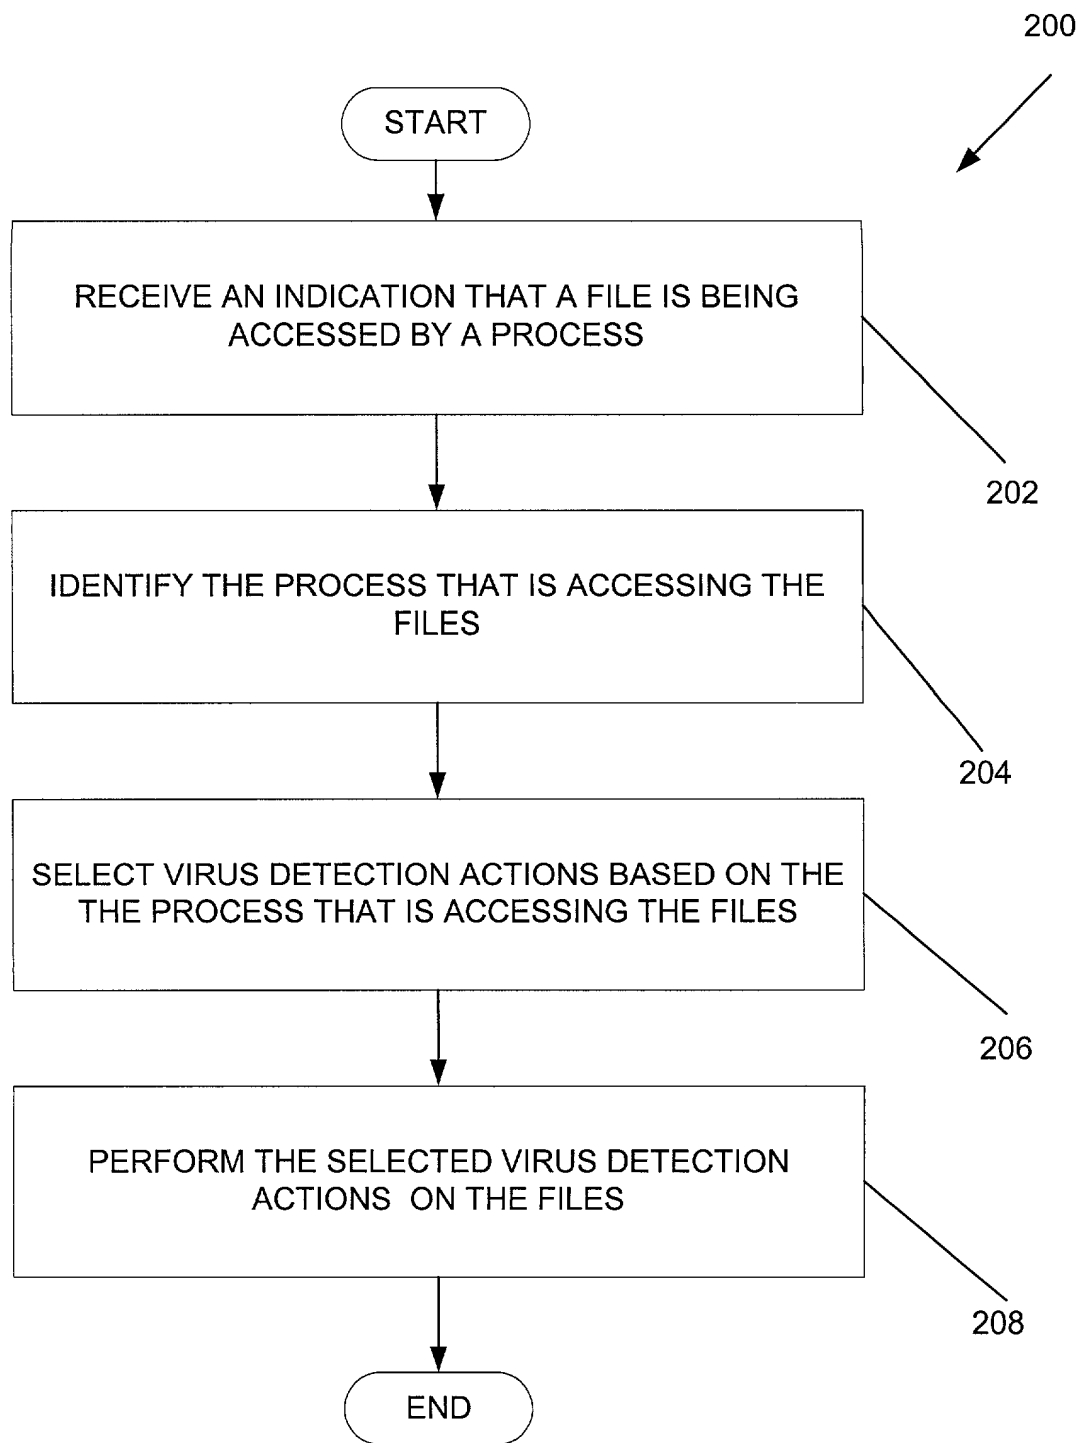 200
START
RECEIVE AN INDICATION THAT A FILE IS BEING
ACCESSED BY A PROCESS
202
IDENTIFY THE PROCESS THAT IS ACCESSING THE
FILES
204
SELECT VIRUS DETECTION ACTIONS BASED ON THE
THE PROCESS THAT IS ACCESSING THE FILES
206
PERFORM THE SELECTED VIRUS DETECTION
ACTIONS ON THE FILES
208
END